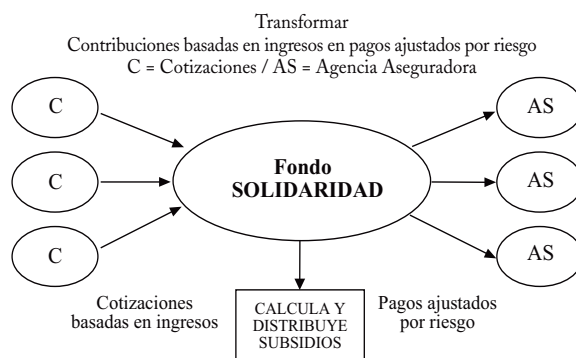 Transformar
Contribuciones basadas en ingresos en pagos ajustados por riesgo
C = Cotizaciones / AS = Agencia Aseguradora
C
AS
C
Fondo
SOLIDARIDAD
AS
C
AS
Cotizaciones
basadas en ingresos
CALCULA Y
DISTRIBUYE
SUBSIDIOS
Pagos ajustados
por riesgo